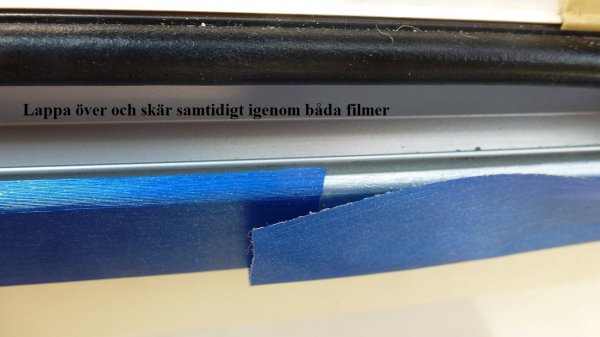 Lappa över och skär samtidigt igenom båda filmer